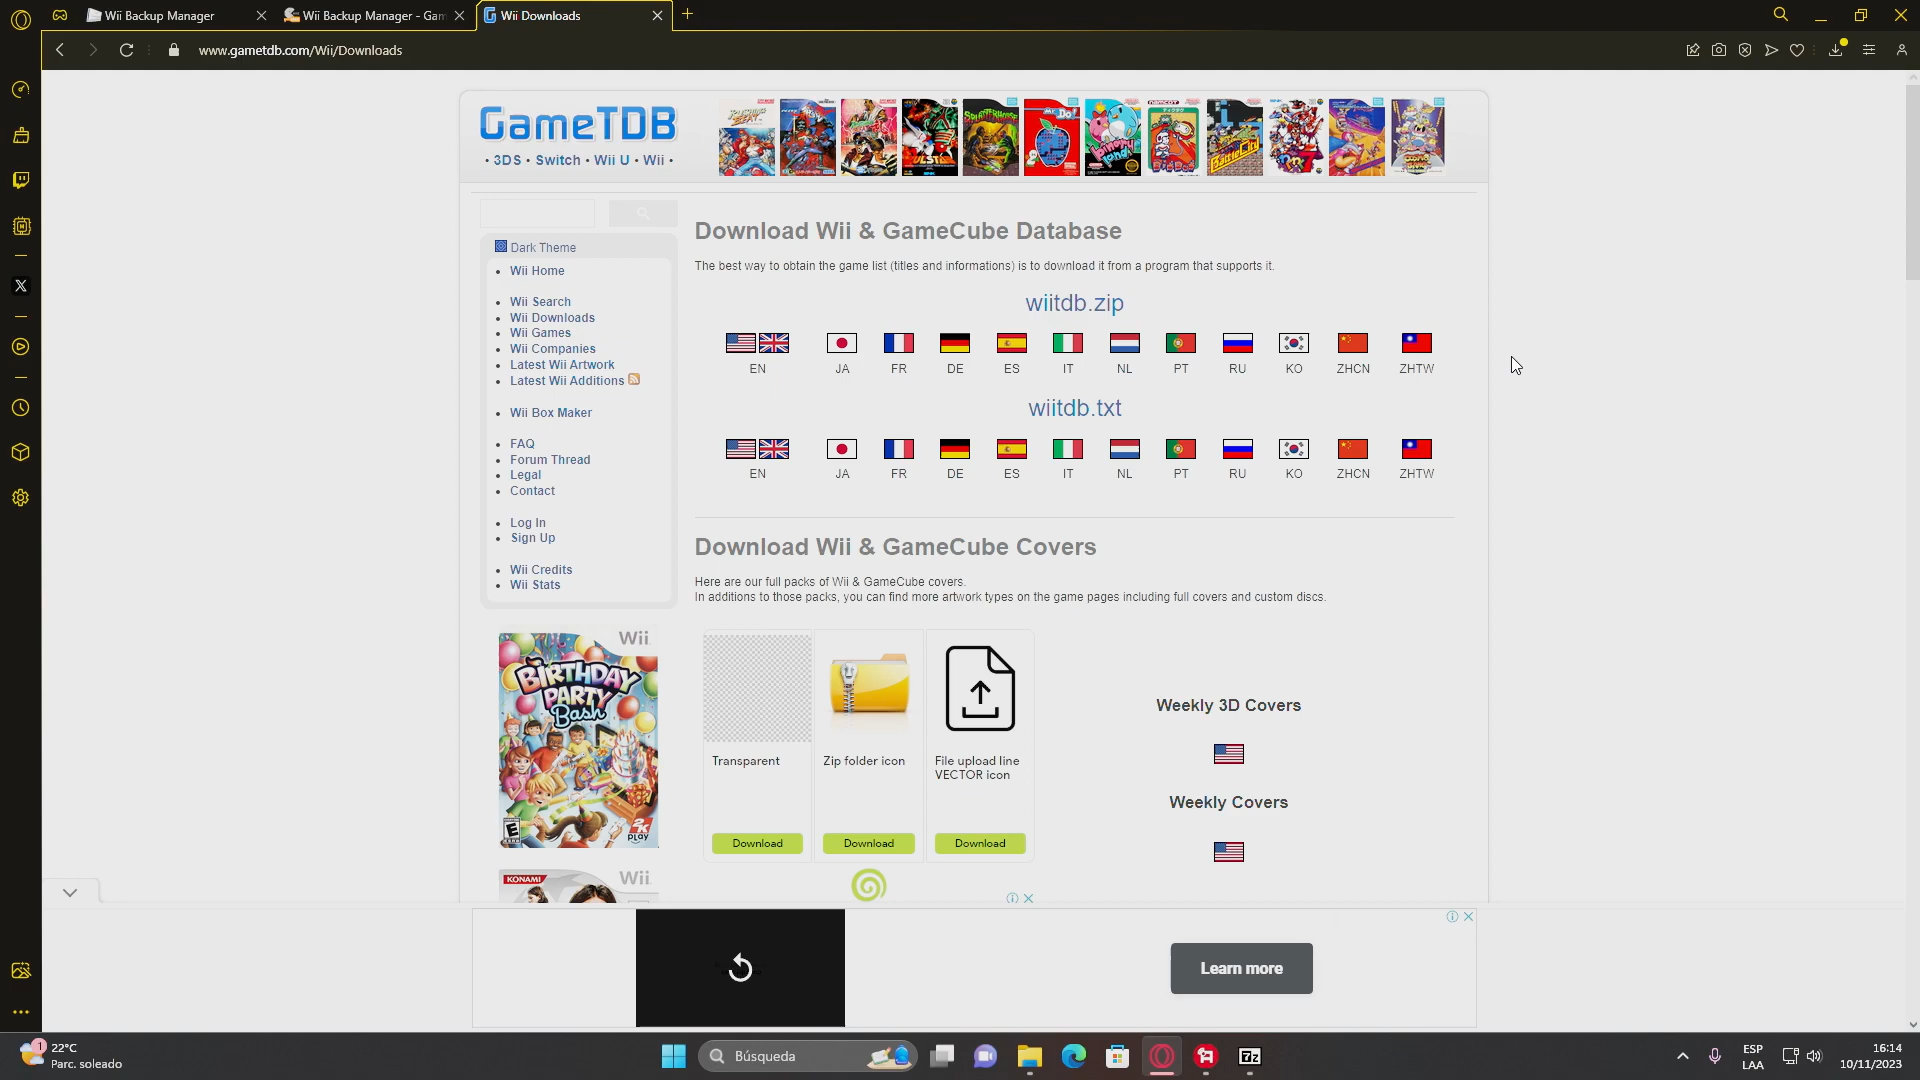 Wii Backup Manager
Wii Backup Manager - Gam
Wii Downloads
www.gametdb.com/Wii/Downloads
GameTDB
• 3DS • Switch • Wii U • Wii •
SPLATTERHOUSE
Mr. DO!
Battle City
Dark Theme
Wii Home
Wii Search
Wii Downloads
Wii Games
Wii Companies
Latest Wii Artwork
Latest Wii Additions
Wii Box Maker
FAQ
Forum Thread
Legal
Contact
Log In
Sign Up
Wii Credits
Wii Stats
Download Wii & GameCube Database
The best way to obtain the game list (titles and informations) is to download it from a program that supports it.
wiitdb.zip
EN JA FR DE ES IT NL PT RU KO ZHCN ZHTW
wiitdb.txt
EN JA FR DE ES IT NL PT RU KO ZHCN ZHTW
Download Wii & GameCube Covers
Here are our full packs of Wii & GameCube covers.
In additions to those packs, you can find more artwork types on the game pages including full covers and custom discs.
Wii
BIRTHDAY
PARTY
Bash
E
2K
PLAY
KONAMI
Wii
Transparent
Download
Zip folder icon
Download
File upload line
VECTOR icon
Download
Weekly 3D Covers
Weekly Covers
Learn more
1
22°C
Parc. soleado
Búsqueda
7z
ESP
LAA
16:14
10/11/2023